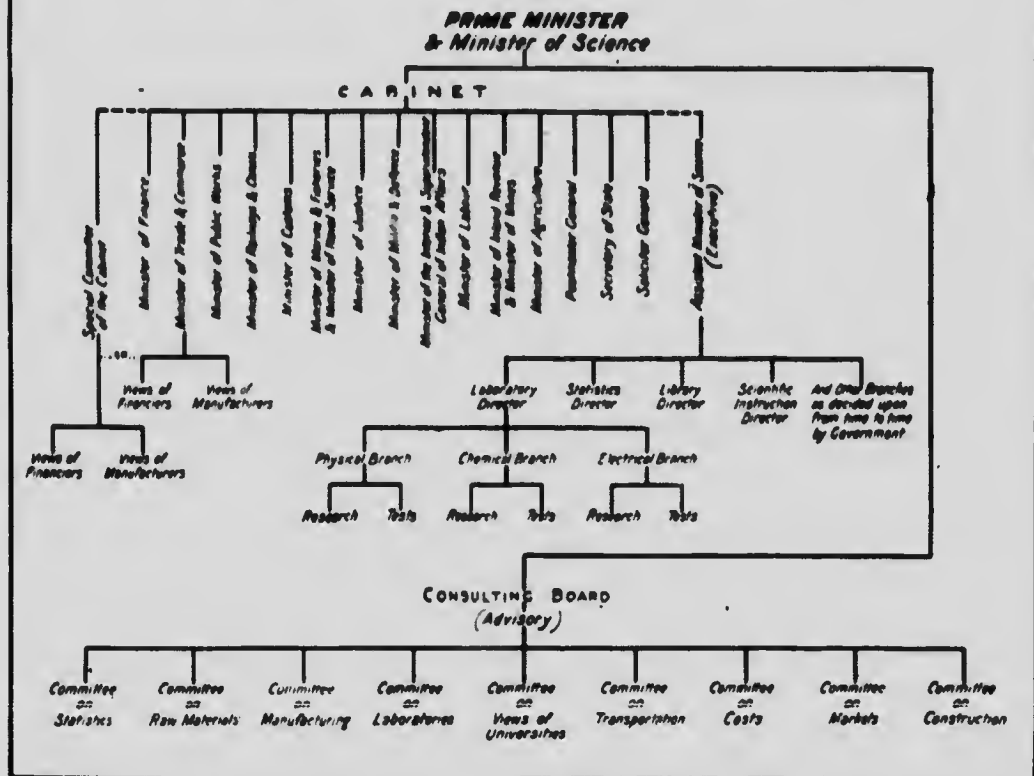 PRIME MINISTER
& Minister of Science
CABINET
Special Committee
of the Cabinet
Minister of Finance
Minister of Trade & Commerce
Minister of Public Works
Minister of Railways & Canals
Minister of Customs
Minister of Marine & Fisheries
& Minister of Naval Service
Minister of Justice
Minister of Militia & Defence
Minister of the Interior & Superintendent
General of Indian Affairs
Minister of Labour
Minister of Inland Revenue
& Minister of Mines
Minister of Agriculture
Postmaster General
Secretary of State
Solicitor General
Assistant Minister of Science
(Executive)
or
Views of
Financiers
Views of
Manufacturers
Views of
Financiers
Views of
Manufacturers
Laboratory
Director
Statistics
Director
Library
Director
Scientific
Instruction
Director
And Other Branches
as decided upon
from time to time
by Government
Physical Branch
Chemical Branch
Electrical Branch
Research
Tests
Research
Tests
Research
Tests
CONSULTING BOARD
(Advisory)
Committee
on
Statistics
Committee
on
Raw Materials
Committee
on
Manufacturing
Committee
on
Laboratories
Committee
on
Views of
Universities
Committee
on
Transportation
Committee
on
Costs
Committee
on
Markets
Committee
on
Construction